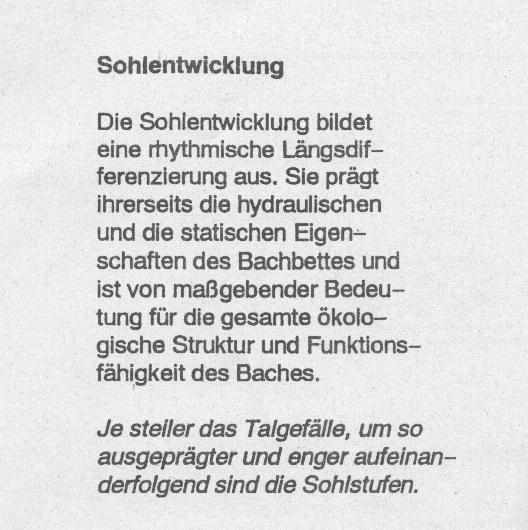 Sohlentwicklung
Die Sohlentwicklung bildet
eine rhythmische Längsdif-
ferenzierung aus. Sie prägt
ihrerseits die hydraulischen
und die statischen Eigen-
schaften des Bachbettes und
ist von maßgebender Bedeu-
tung für die gesamte ökolo-
gische Struktur und Funktions-
fähigkeit des Baches.
Je steiler das Talgefälle, um so
ausgeprägter und enger aufeinan-
derfolgend sind die Sohlstufen.